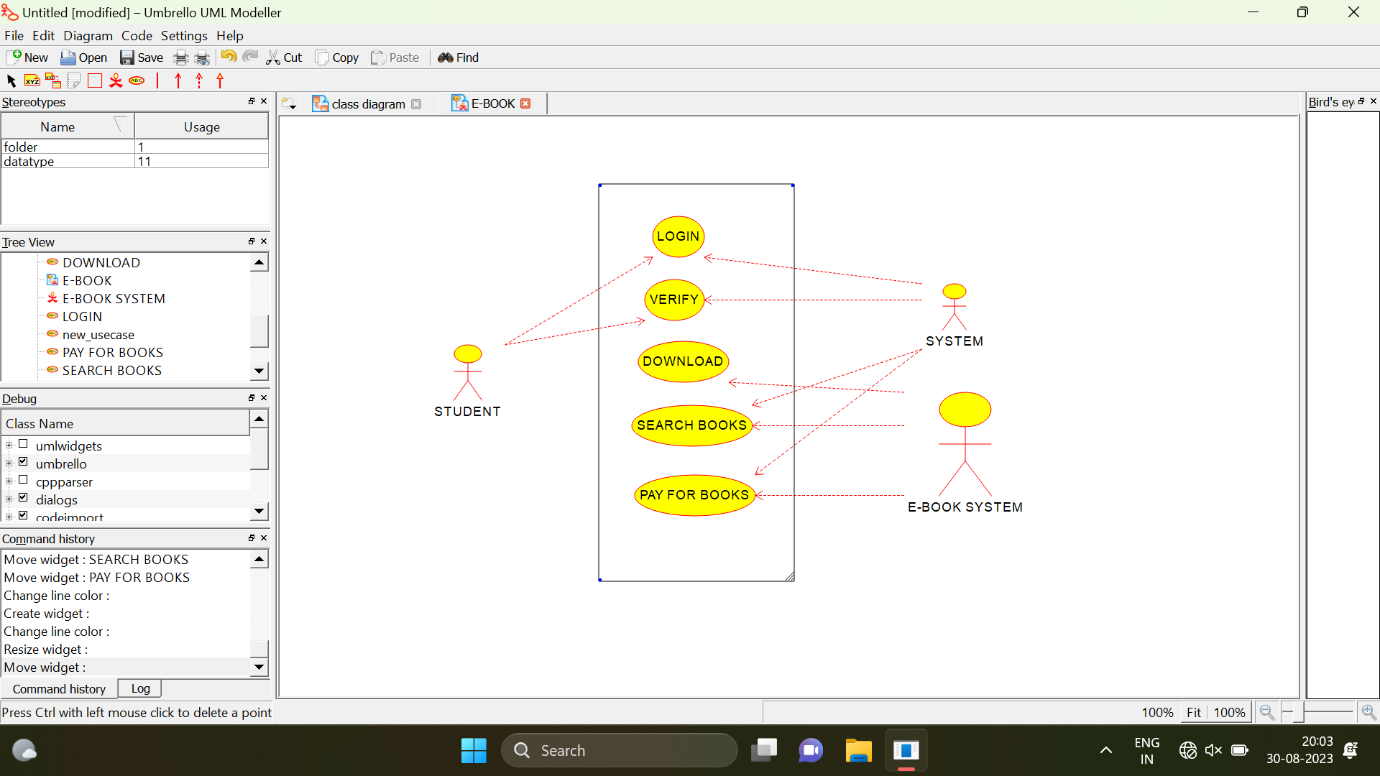 Untitled [modified] – Umbrello UML Modeller
File Edit Diagram Code Settings Help
New Open Save Cut Copy Paste Find
XYZ ABC
Stereotypes
Name Usage
folder 1
datatype 11
Tree View
DOWNLOAD
E-BOOK
E-BOOK SYSTEM
LOGIN
new_usecase
PAY FOR BOOKS
SEARCH BOOKS
Debug
Class Name
umlwidgets
umbrello
cppparser
dialogs
codeimport
Command history
Move widget : SEARCH BOOKS
Move widget : PAY FOR BOOKS
Change line color :
Create widget :
Change line color :
Resize widget :
Move widget :
Command history Log
Press Ctrl with left mouse click to delete a point
class diagram E-BOOK
LOGIN
VERIFY
DOWNLOAD
SEARCH BOOKS
PAY FOR BOOKS
STUDENT
SYSTEM
E-BOOK SYSTEM
Bird's ey
100% Fit 100%
Search
ENG
IN
20:03
30-08-2023